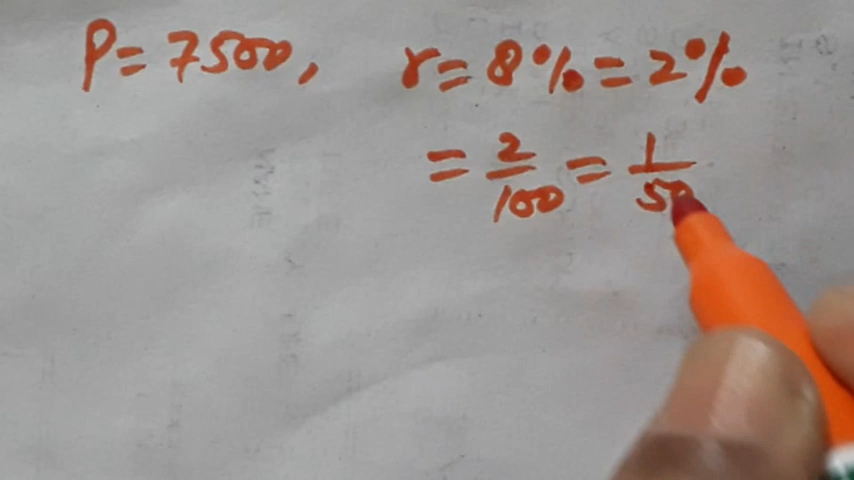 P= 7500, r= 8%=2%
= 2/100 = 1/50